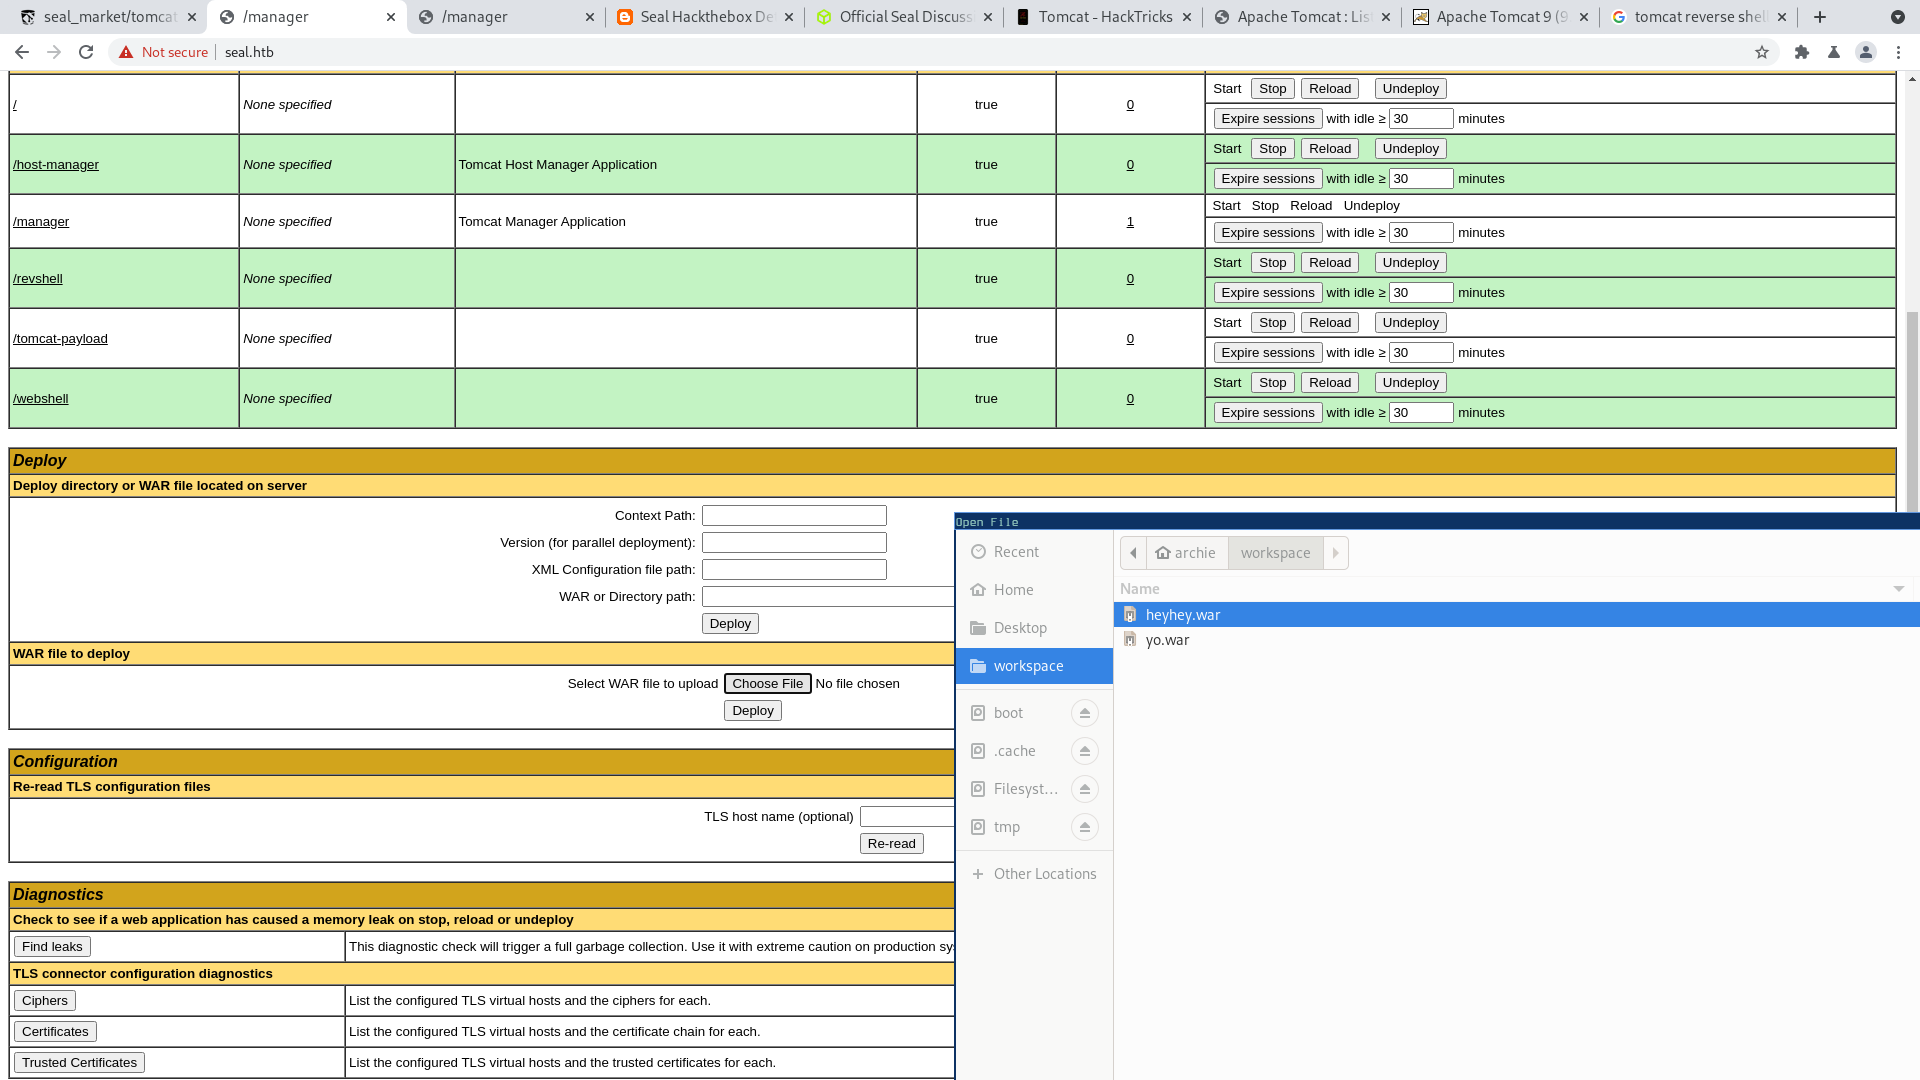 seal_market/tomcat
/manager
/manager
Seal Hackthebox De
Official Seal Discuss
Tomcat - HackTricks
Apache Tomcat : List
Apache Tomcat 9 (9
tomcat reverse shel
Not secure
seal.htb
/ None specified true 0 Start Stop Reload Undeploy
Expire sessions with idle ≥ 30 minutes
/host-manager None specified Tomcat Host Manager Application true 0 Start Stop Reload Undeploy
Expire sessions with idle ≥ 30 minutes
/manager None specified Tomcat Manager Application true 1 Start Stop Reload Undeploy
Expire sessions with idle ≥ 30 minutes
/revshell None specified true 0 Start Stop Reload Undeploy
Expire sessions with idle ≥ 30 minutes
/tomcat-payload None specified true 0 Start Stop Reload Undeploy
Expire sessions with idle ≥ 30 minutes
/webshell None specified true 0 Start Stop Reload Undeploy
Expire sessions with idle ≥ 30 minutes
Deploy
Deploy directory or WAR file located on server
Context Path:
Version (for parallel deployment):
XML Configuration file path:
WAR or Directory path:
Deploy
WAR file to deploy
Select WAR file to upload Choose File No file chosen
Deploy
Configuration
Re-read TLS configuration files
TLS host name (optional)
Re-read
Diagnostics
Check to see if a web application has caused a memory leak on stop, reload or undeploy
Find leaks This diagnostic check will trigger a full garbage collection. Use it with extreme caution on production sy
TLS connector configuration diagnostics
Ciphers List the configured TLS virtual hosts and the ciphers for each.
Certificates List the configured TLS virtual hosts and the certificate chain for each.
Trusted Certificates List the configured TLS virtual hosts and the trusted certificates for each.
Open File
Recent
Home
Desktop
workspace
boot
.cache
Filesyst...
tmp
Other Locations
archie workspace
Name
heyhey.war
yo.war